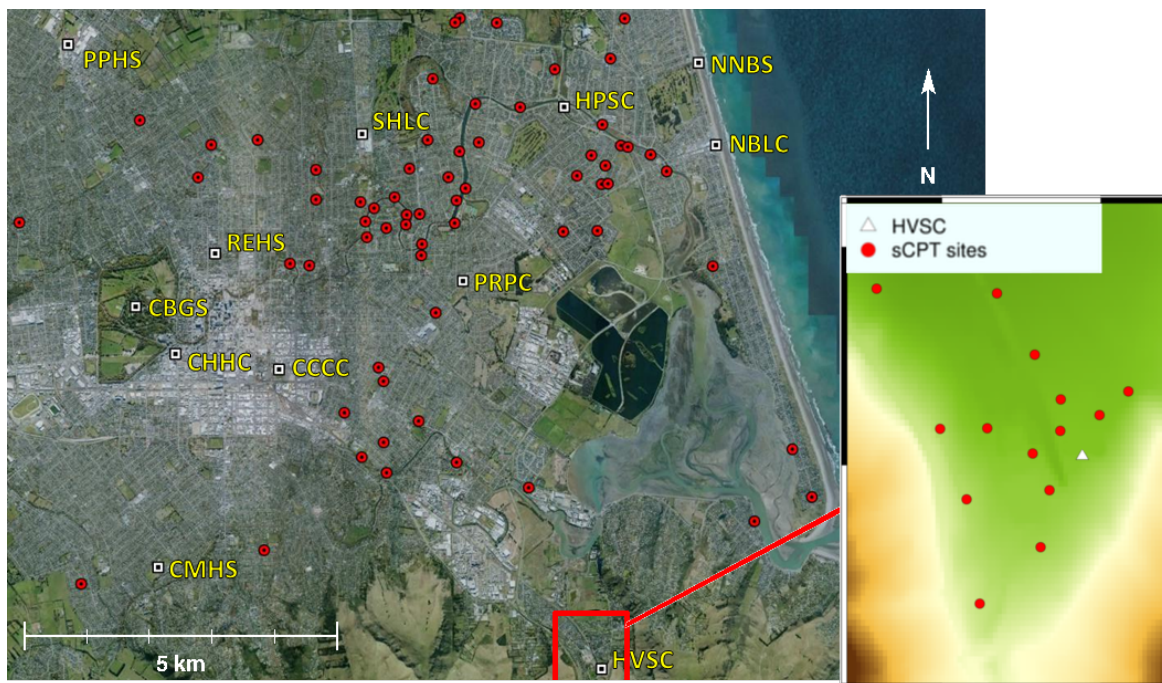 PPHS
NNBS
HPSC
SHLC
NBLC
N
HVSC
sCPT sites
REHS
PRPC
CBGS
CHHC
CCCC
CMHS
5 km
HVSC